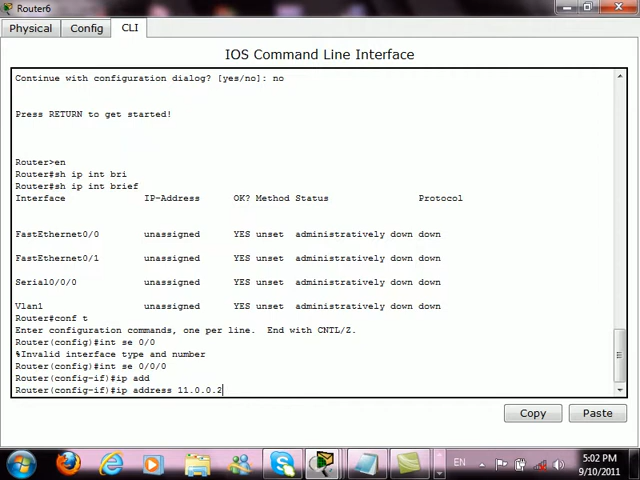 Router6
Physical Config CLI
IOS Command Line Interface
Continue with configuration dialog? [yes/no]: no
Press RETURN to get started!
Router>en
Router#sh ip int bri
Router#sh ip int brief
Interface IP-Address OK? Method Status Protocol
FastEthernet0/0 unassigned YES unset administratively down down
FastEthernet0/1 unassigned YES unset administratively down down
Serial0/0/0 unassigned YES unset administratively down down
Vlan1 unassigned YES unset administratively down down
Router#conf t
Enter configuration commands, one per line. End with CNTL/Z.
Router(config)#int se 0/0
%Invalid interface type and number
Router(config)#int se 0/0/0
Router(config-if)#ip add
Router(config-if)#ip address 11.0.0.2
Copy Paste
EN 5:02 PM
9/10/2011